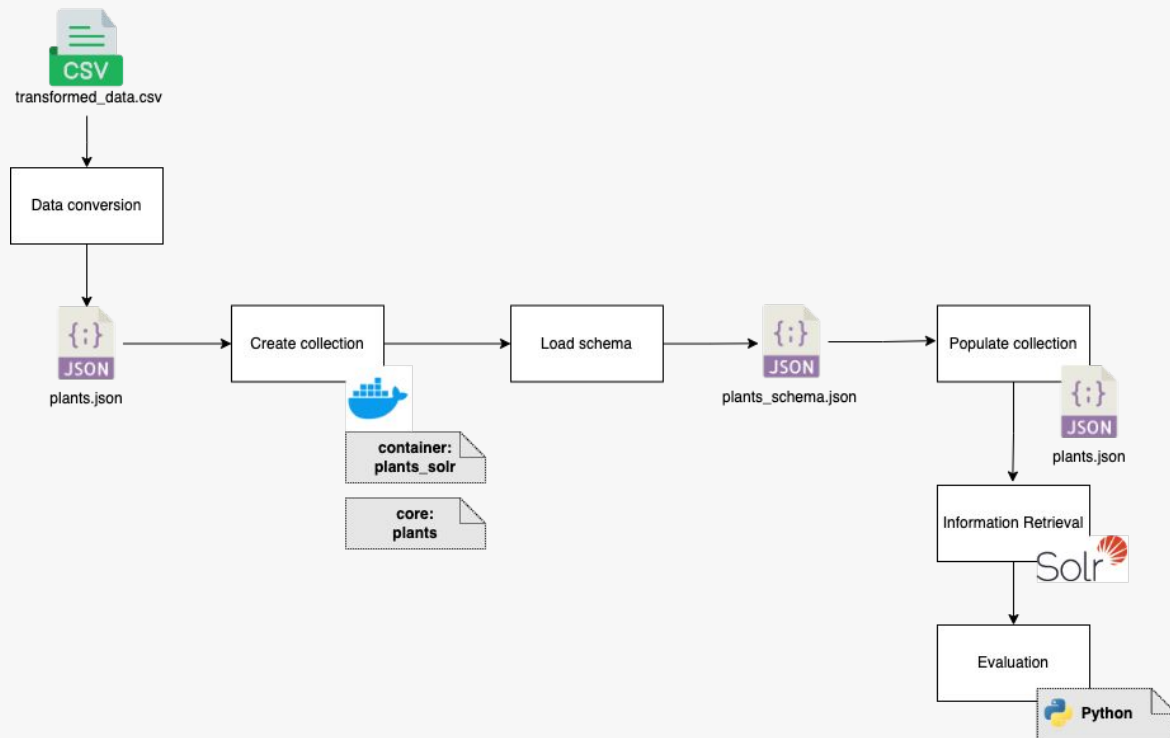 CSV
transformed_data.csv
Data conversion
{;}
JSON
plants.json
Create collection
container:
plants_solr
core:
plants
Load schema
{;}
JSON
plants_schema.json
Populate collection
{;}
JSON
plants.json
Information Retrieval
Solr
Evaluation
Python